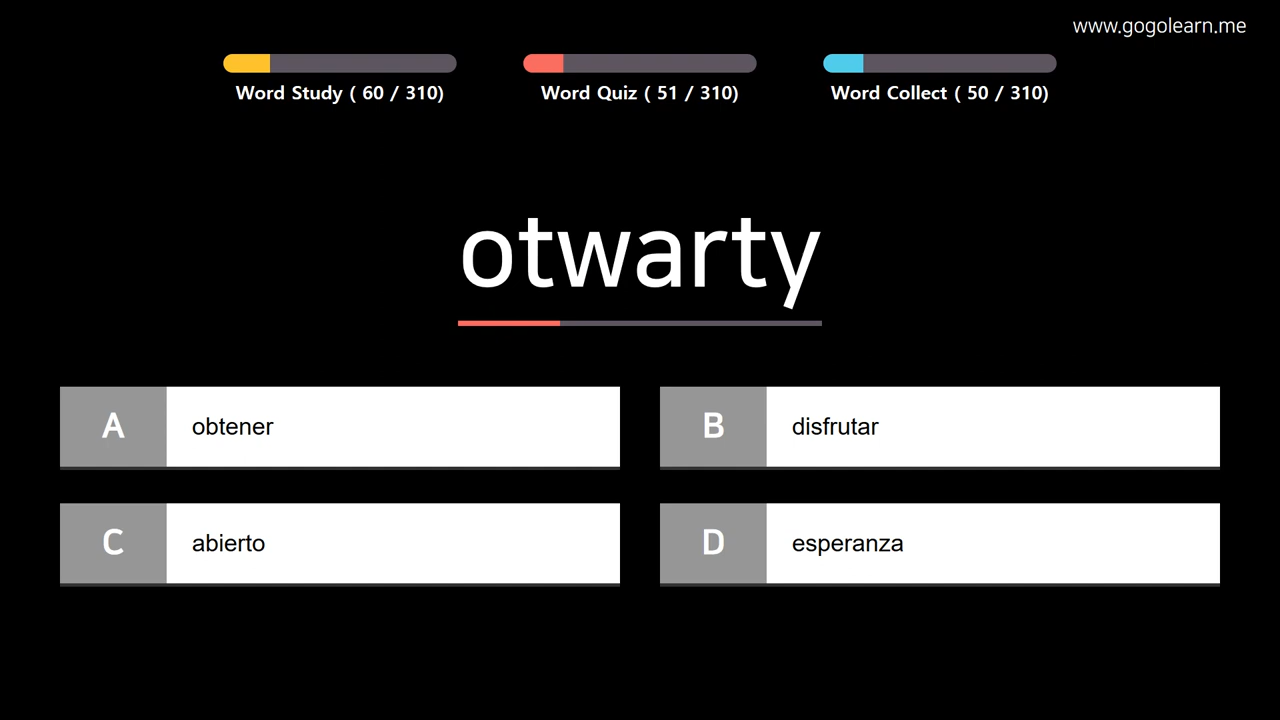 www.gogolearn.me
Word Study ( 60 / 310)
Word Quiz ( 51 / 310)
Word Collect ( 50 / 310)
otwarty
A obtener
B disfrutar
C abierto
D esperanza